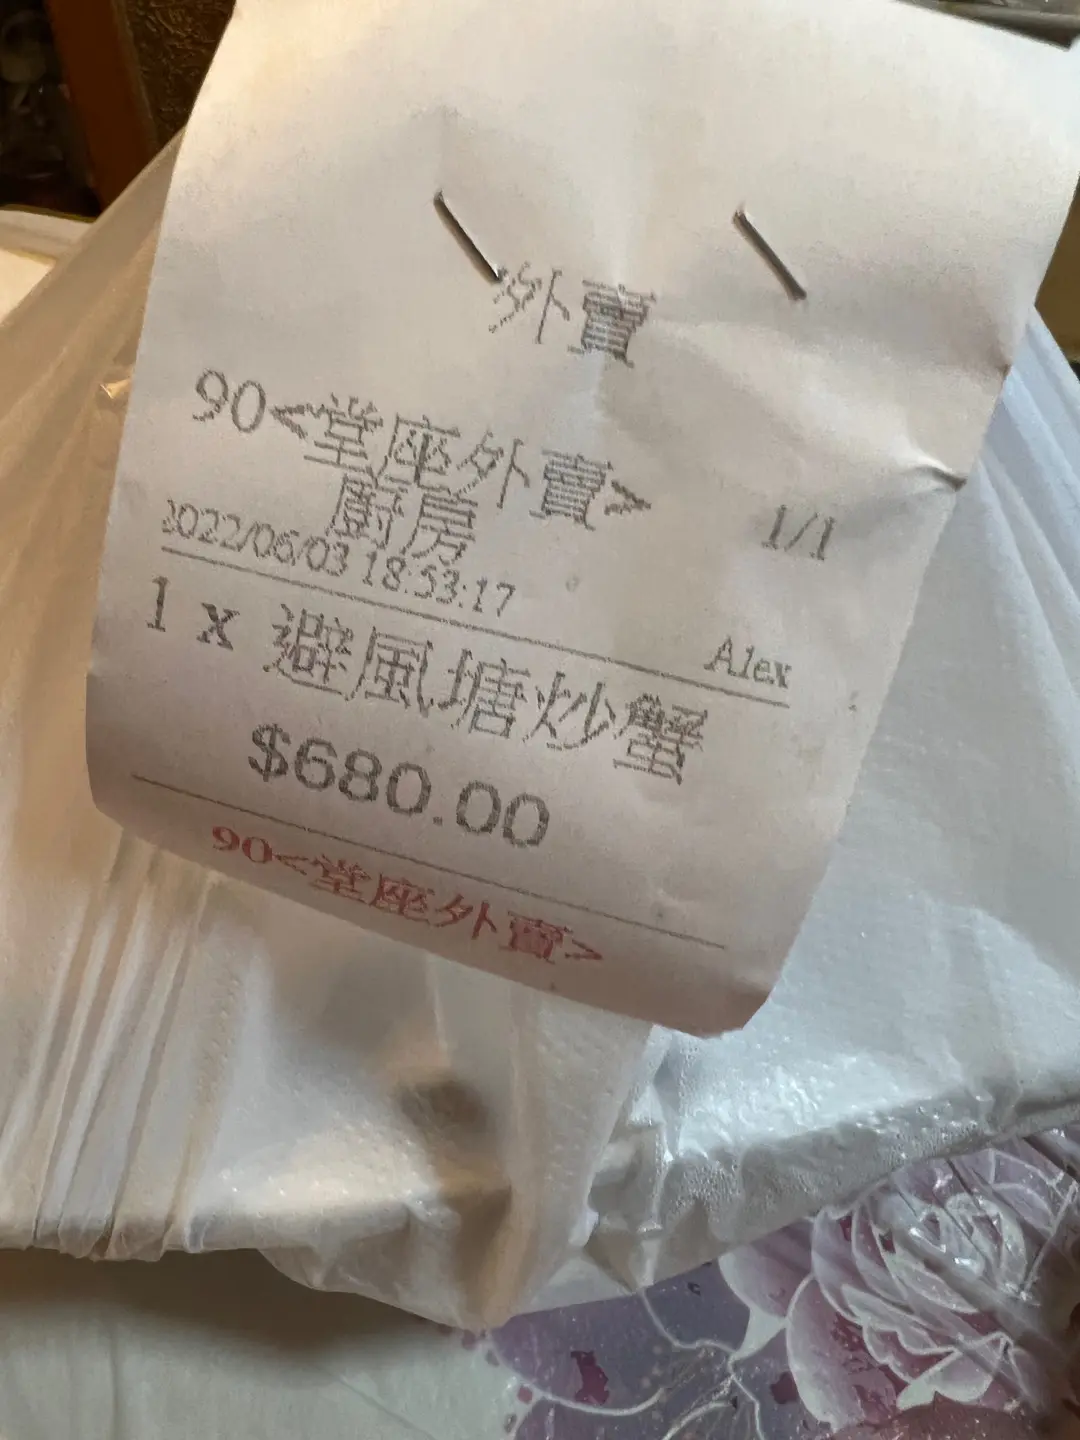 外賣
90<堂座外賣>
廚房
1/1
2022/06/03 18:53:17
Alex
1 x 避風塘炒蟹
$680.00
90<堂座外賣>